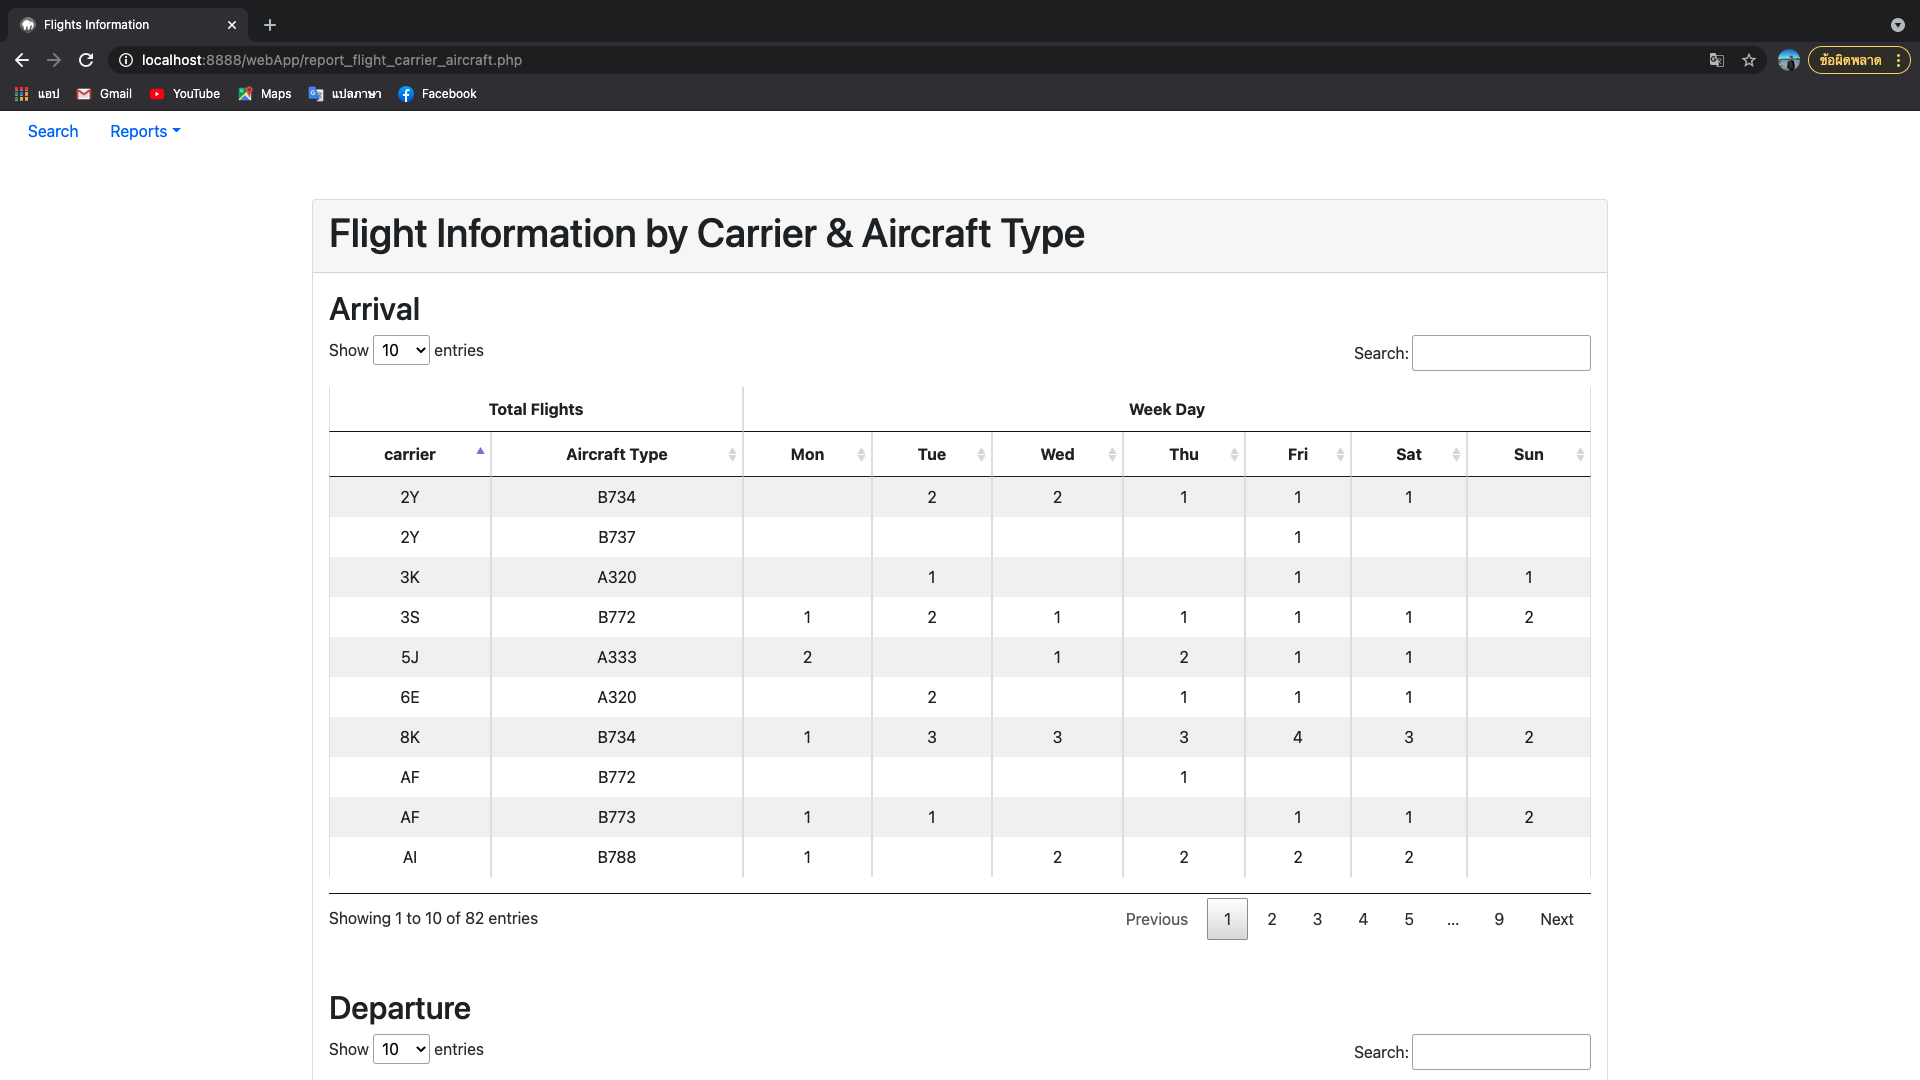 Flights Information
localhost:8888/webApp/report_flight_carrier_aircraft.php
ข้อผิดพลาด
แอป Gmail YouTube Maps แปลภาษา Facebook
Search Reports
Flight Information by Carrier & Aircraft Type
Arrival
Show 10 entries Search:
Total Flights Week Day
carrier Aircraft Type Mon Tue Wed Thu Fri Sat Sun
2Y B734 2 2 1 1 1
2Y B737 1
3K A320 1 1 1
3S B772 1 2 1 1 1 1 2
5J A333 2 1 2 1 1
6E A320 2 1 1 1
8K B734 1 3 3 3 4 3 2
AF B772 1
AF B773 1 1 1 1 2
AI B788 1 2 2 2 2
Showing 1 to 10 of 82 entries Previous 1 2 3 4 5 ... 9 Next
Departure
Show 10 entries Search: